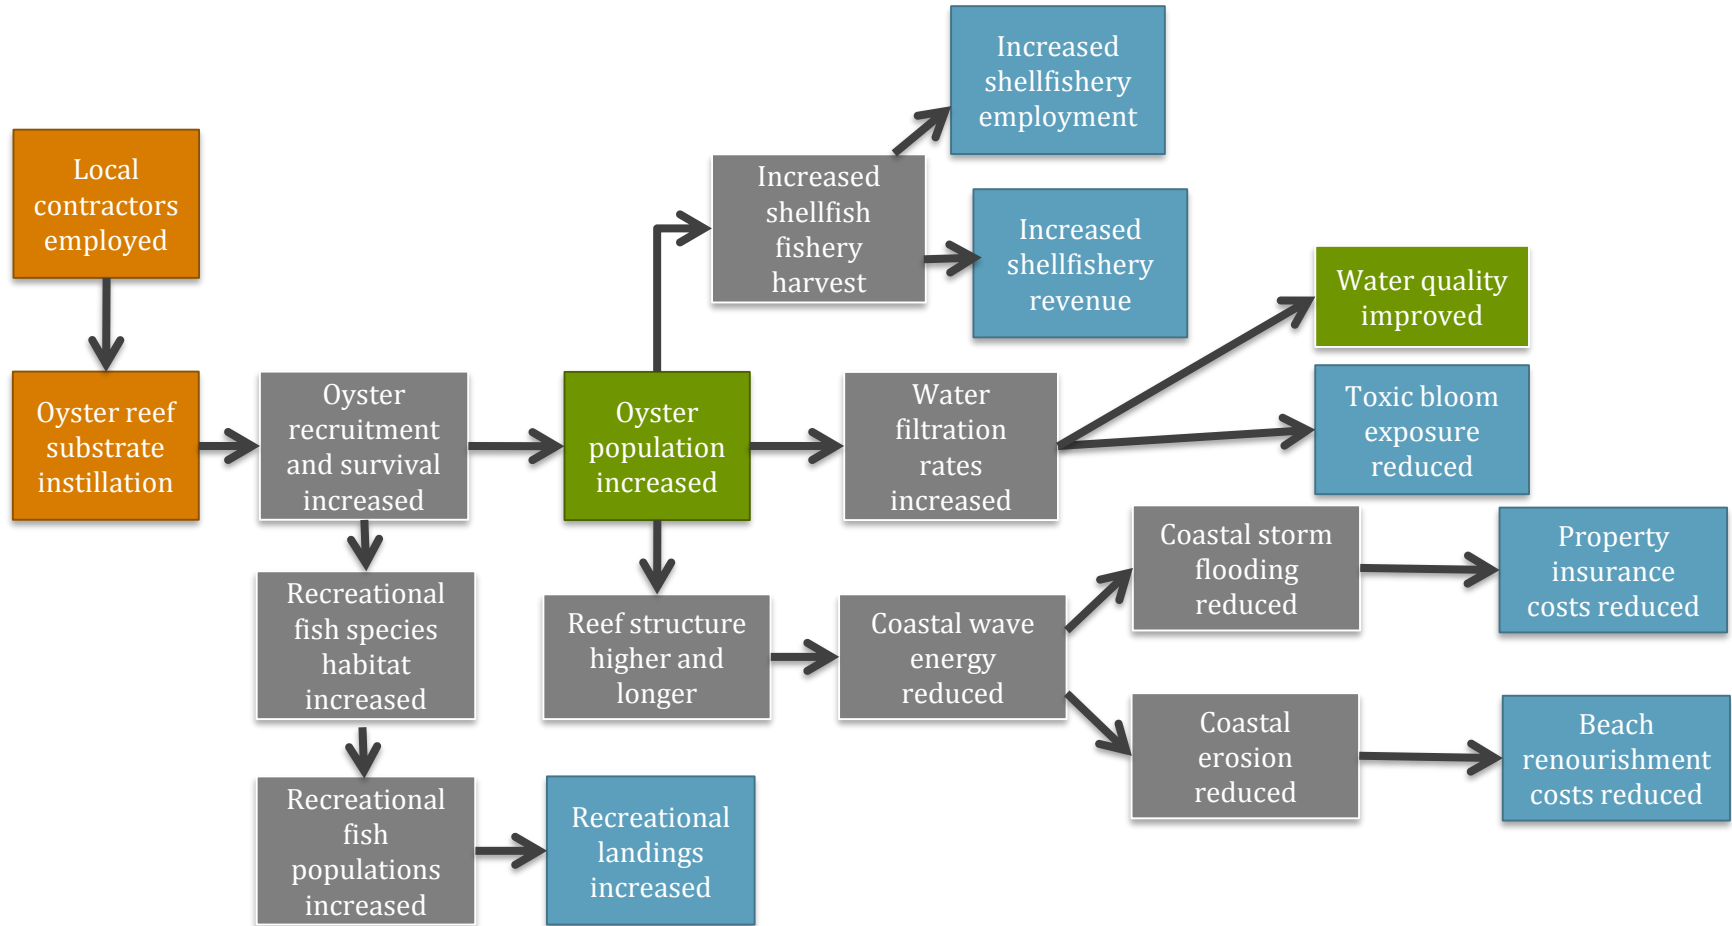 Increased
shellfishery
employment
Local
contractors
employed
Increased
shellfish
fishery
harvest
Increased
shellfishery
revenue
Water quality
improved
Oyster reef
substrate
instillation
Oyster
recruitment
and survival
increased
Oyster
population
increased
Water
filtration
rates
increased
Toxic bloom
exposure
reduced
Recreational
fish species
habitat
increased
Reef structure
higher and
longer
Coastal wave
energy
reduced
Coastal storm
flooding
reduced
Property
insurance
costs reduced
Coastal
erosion
reduced
Beach
renourishment
costs reduced
Recreational
fish
populations
increased
Recreational
landings
increased